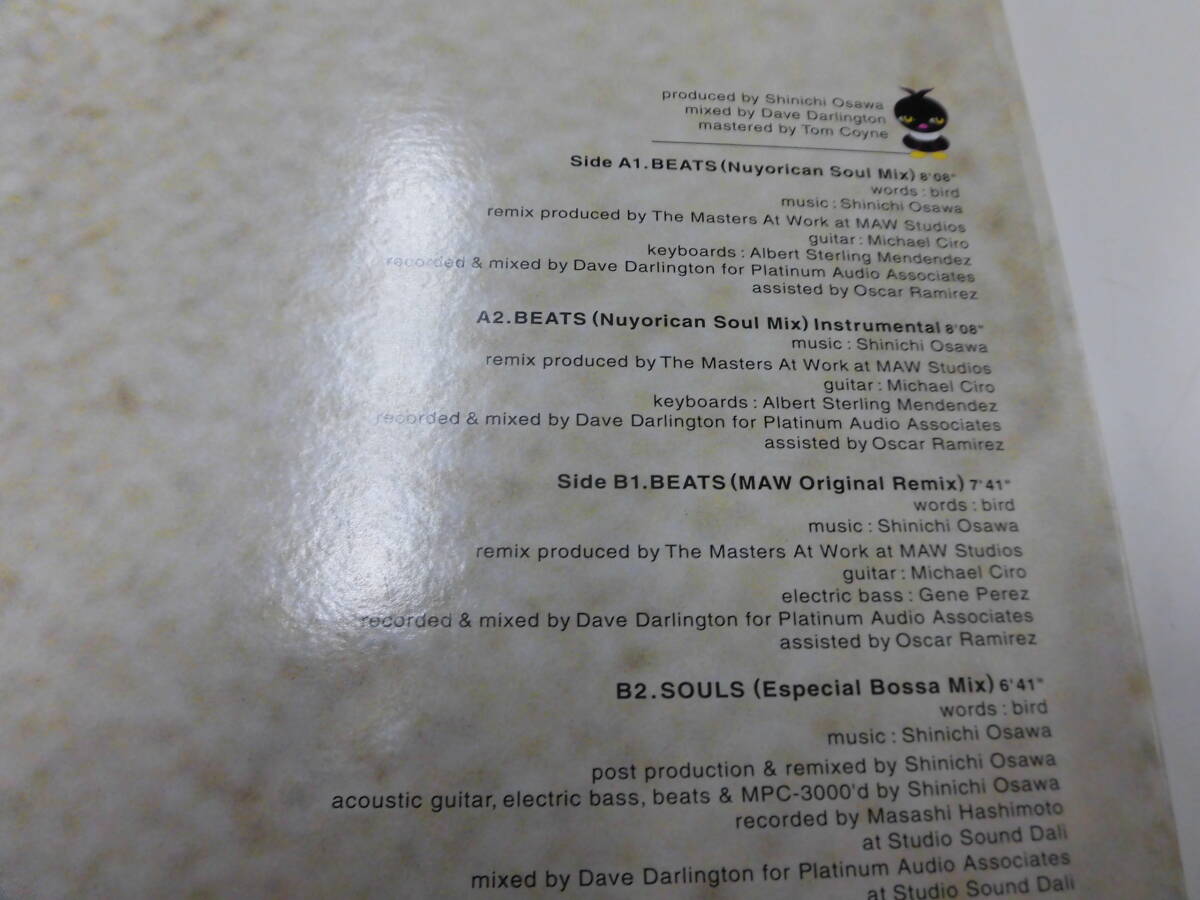 produced by Shinichi Osawa
mixed by Dave Darlington
mastered by Tom Coyne
Side A1.BEATS (Nuyorican Soul Mix) 8'08"
words : bird
music : Shinichi Osawa
remix produced by The Masters At Work at MAW Studios
guitar : Michael Ciro
keyboards : Albert Sterling Mendendez
recorded & mixed by Dave Darlington for Platinum Audio Associates
assisted by Oscar Ramirez
A2.BEATS (Nuyorican Soul Mix) Instrumental 8'08"
music : Shinichi Osawa
remix produced by The Masters At Work at MAW Studios
guitar : Michael Ciro
keyboards : Albert Sterling Mendendez
recorded & mixed by Dave Darlington for Platinum Audio Associates
assisted by Oscar Ramirez
Side B1.BEATS (MAW Original Remix) 7'41"
words : bird
music : Shinichi Osawa
remix produced by The Masters At Work at MAW Studios
guitar : Michael Ciro
electric bass : Gene Perez
recorded & mixed by Dave Darlington for Platinum Audio Associates
assisted by Oscar Ramirez
B2.SOULS (Especial Bossa Mix) 6'41"
words : bird
music : Shinichi Osawa
post production & remixed by Shinichi Osawa
acoustic guitar, electric bass, beats & MPC-3000'd by Shinichi Osawa
recorded by Masashi Hashimoto
at Studio Sound Dali
mixed by Dave Darlington for Platinum Audio Associates
at Studio Sound Dali